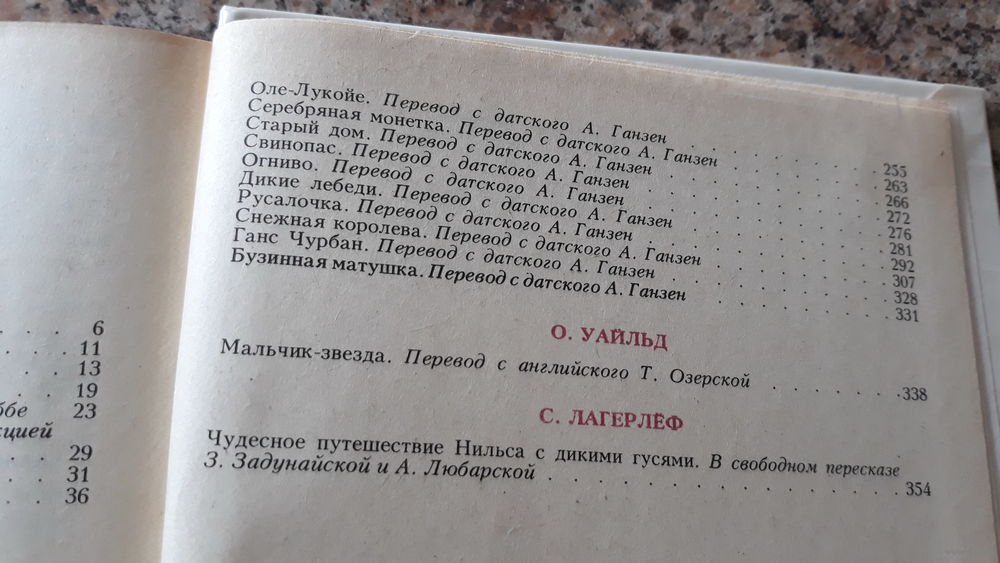 6
11
13
19
ббе 23
кцией
29
31
36
Оле-Лукойе. Перевод с датского А. Ганзен . . . . . . . . 255
Серебряная монетка. Перевод с датского А. Ганзен . . . . . . 263
Старый дом. Перевод с датского А. Ганзен . . . . . . . . 266
Свинопас. Перевод с датского А. Ганзен . . . . . . . . 272
Огниво. Перевод с датского А. Ганзен . . . . . . . . 276
Дикие лебеди. Перевод с датского А. Ганзен . . . . . . . 281
Русалочка. Перевод с датского А. Ганзен . . . . . . . . 292
Снежная королева. Перевод с датского А. Ганзен . . . . . . 307
Ганс Чурбан. Перевод с датского А. Ганзен . . . . . . . 328
Бузинная матушка. Перевод с датского А. Ганзен . . . . . . 331
О. УАЙЛЬД
Мальчик-звезда. Перевод с английского Т. Озерской . . . . . 338
С. ЛАГЕРЛЁФ
Чудесное путешествие Нильса с дикими гусями. В свободном пересказе
З. Задунайской и А. Любарской . . . . . . . . . . . 354